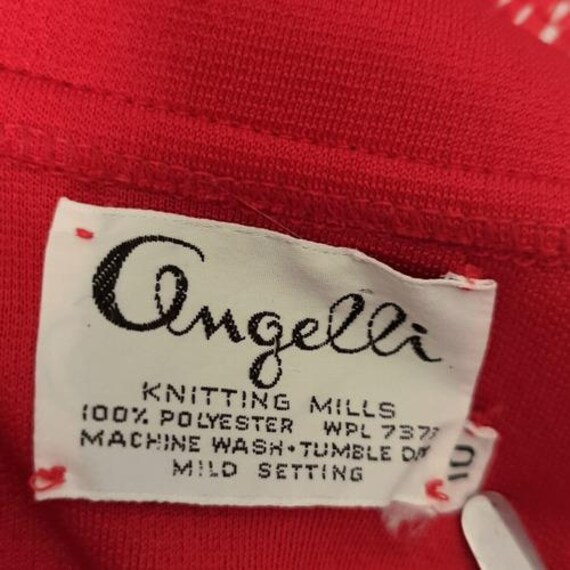 Angelli
KNITTING MILLS
100% POLYESTER WPL 737
MACHINE WASH • TUMBLE
MILD SETTING
10